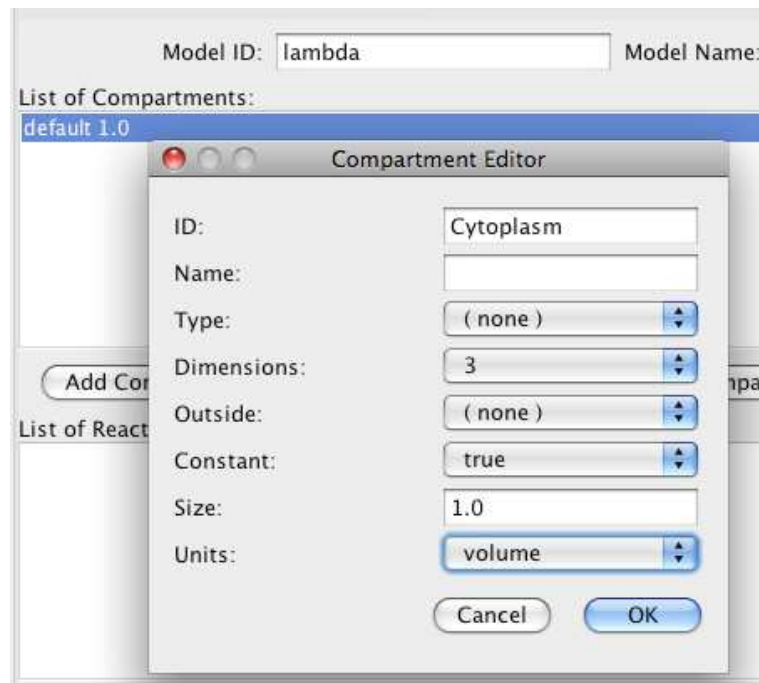 Model ID: lambda Model Name:
List of Compartments:
default 1.0
Compartment Editor
ID: Cytoplasm
Name:
Type: ( none )
Dimensions: 3
Outside: ( none )
Constant: true
Size: 1.0
Units: volume
Cancel OK
Add Cor
List of React